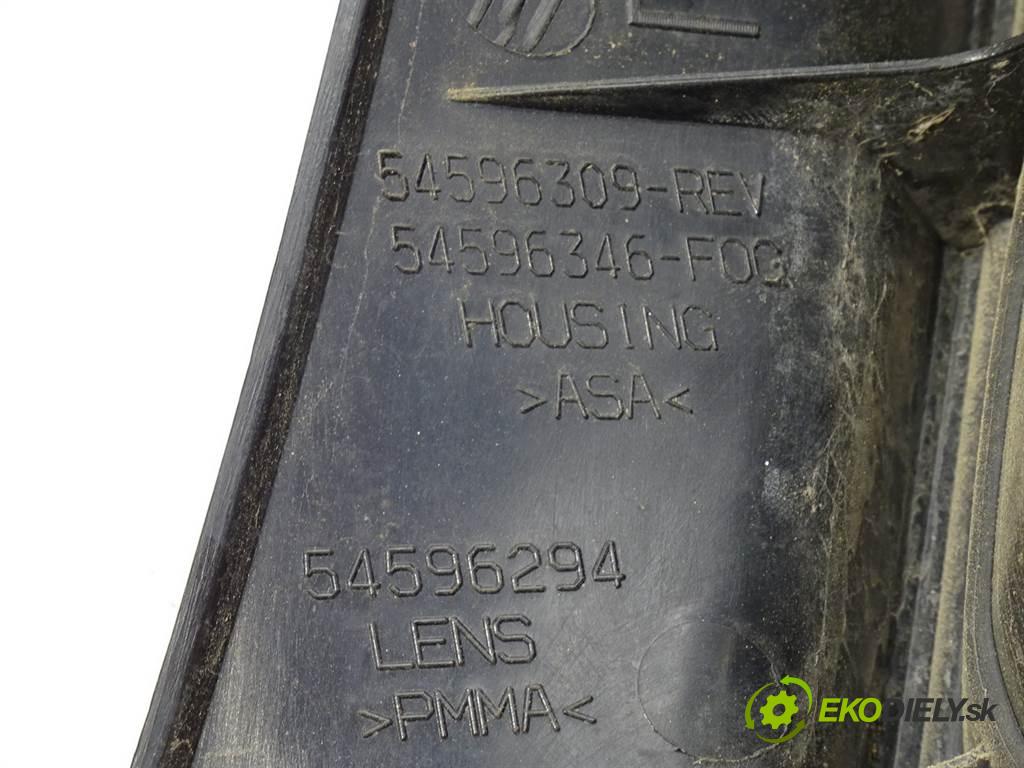 L
54596309-REV
54596346-FOG
HOUSING
>ASA<
54596294
LENS
>PMMA<
EKODIELY.sk